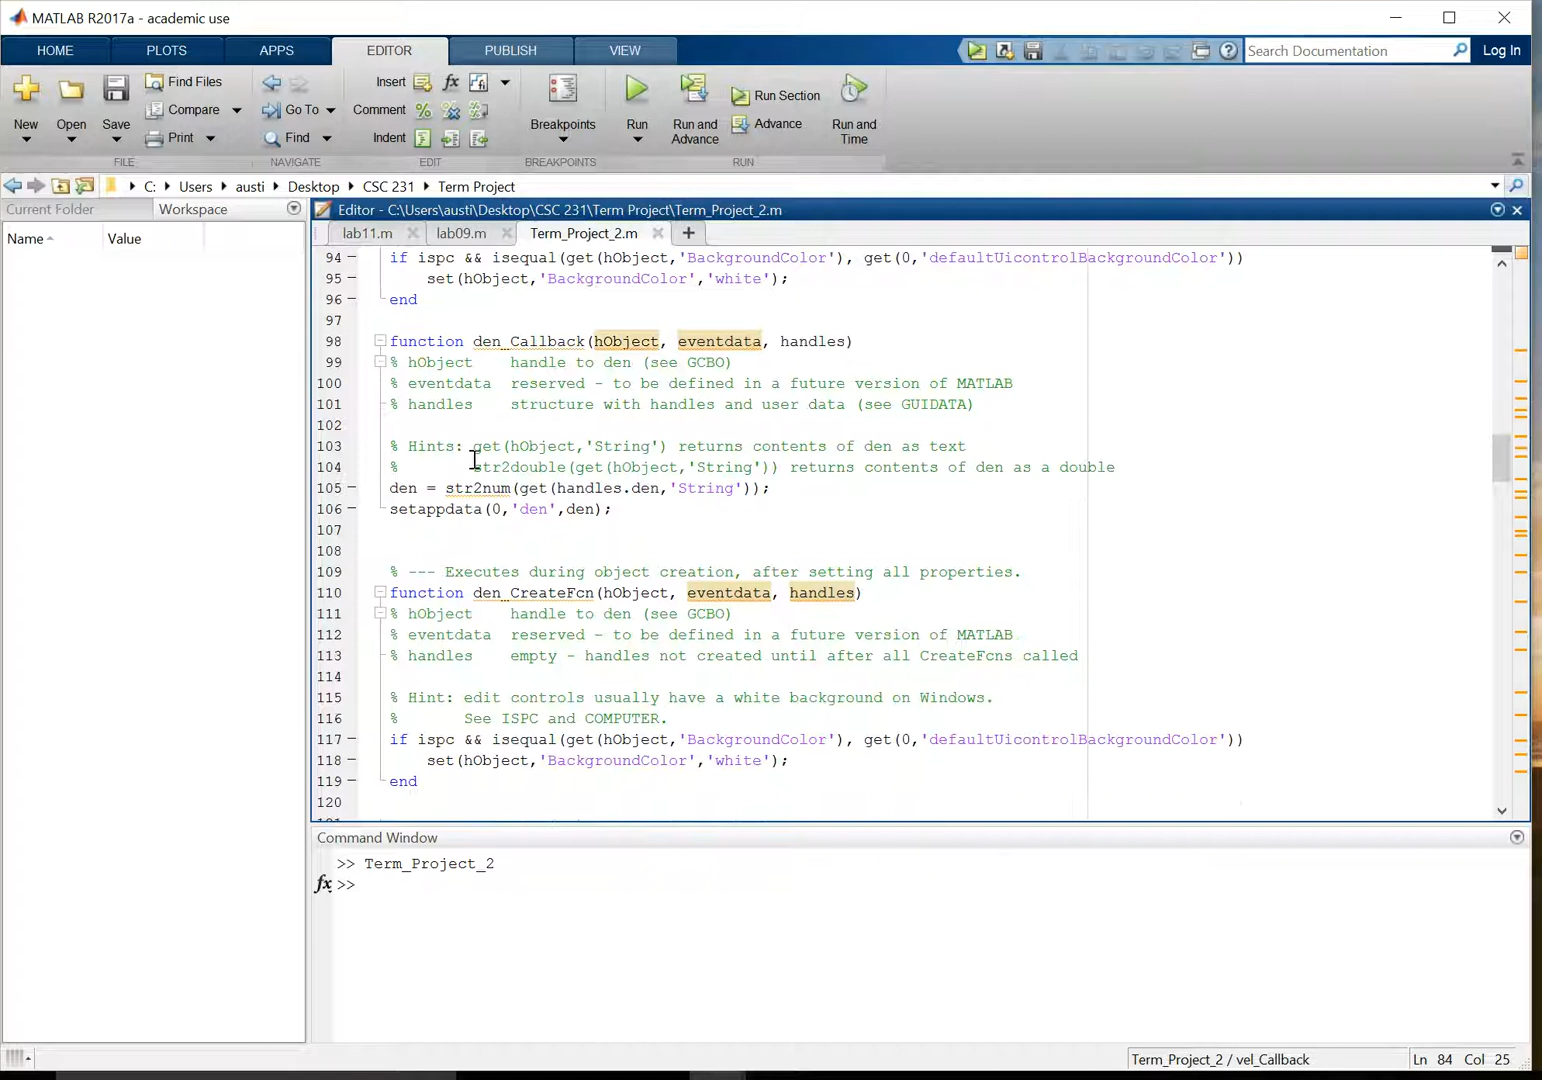 MATLAB R2017a - academic use
HOME PLOTS APPS EDITOR PUBLISH VIEW Search Documentation Log In
New Open Save Find Files Compare Print Go To Find Insert fx Comment % Indent Breakpoints Run Run and Advance Run Section Advance Run and Time
FILE NAVIGATE EDIT BREAKPOINTS RUN
C: Users austi Desktop CSC 231 Term Project
Current Folder Workspace
Name Value
Editor - C:\Users\austi\Desktop\CSC 231\Term Project\Term_Project_2.m
lab11.m lab09.m Term_Project_2.m
94 if ispc && isequal(get(hObject,'BackgroundColor'), get(0,'defaultUicontrolBackgroundColor'))
95 set(hObject,'BackgroundColor','white');
96 end
97
98 function den_Callback(hObject, eventdata, handles)
99 % hObject    handle to den (see GCBO)
100 % eventdata  reserved - to be defined in a future version of MATLAB
101 % handles    structure with handles and user data (see GUIDATA)
102
103 % Hints: get(hObject,'String') returns contents of den as text
104 %        str2double(get(hObject,'String')) returns contents of den as a double
105 den = str2num(get(handles.den,'String'));
106 setappdata(0,'den',den);
107
108
109 % --- Executes during object creation, after setting all properties.
110 function den_CreateFcn(hObject, eventdata, handles)
111 % hObject    handle to den (see GCBO)
112 % eventdata  reserved - to be defined in a future version of MATLAB
113 % handles    empty - handles not created until after all CreateFcns called
114
115 % Hint: edit controls usually have a white background on Windows.
116 %       See ISPC and COMPUTER.
117 if ispc && isequal(get(hObject,'BackgroundColor'), get(0,'defaultUicontrolBackgroundColor'))
118 set(hObject,'BackgroundColor','white');
119 end
120
Command Window
>> Term_Project_2
fx >>
Term_Project_2 / vel_Callback Ln 84 Col 25